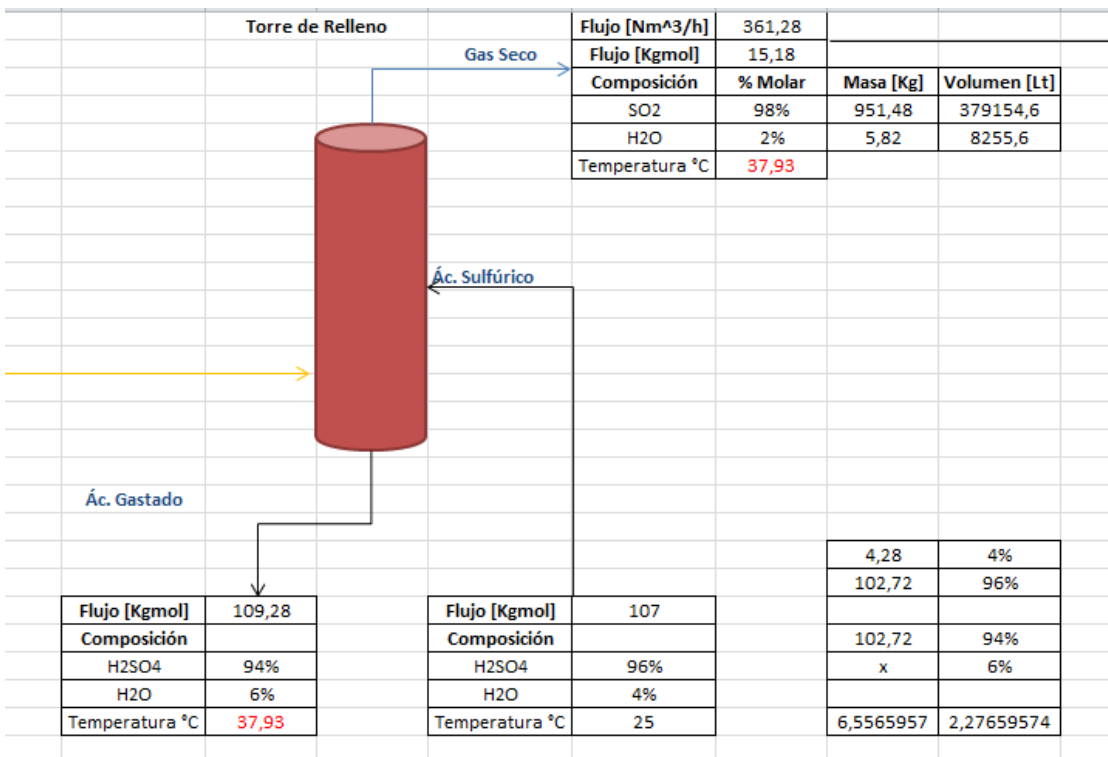 Torre de Relleno Flujo [Nm^3/h] 361,28
Gas Seco Flujo [Kgmol] 15,18
Composición % Molar Masa [Kg] Volumen [Lt]
SO2 98% 951,48 379154,6
H2O 2% 5,82 8255,6
Temperatura °C 37,93
Ác. Sulfúrico
Ác. Gastado
4,28 4%
102,72 96%
Flujo [Kgmol] 109,28 Flujo [Kgmol] 107
Composición Composición 102,72 94%
H2SO4 94% H2SO4 96% x 6%
H2O 6% H2O 4%
Temperatura °C 37,93 Temperatura °C 25 6,5565957 2,27659574